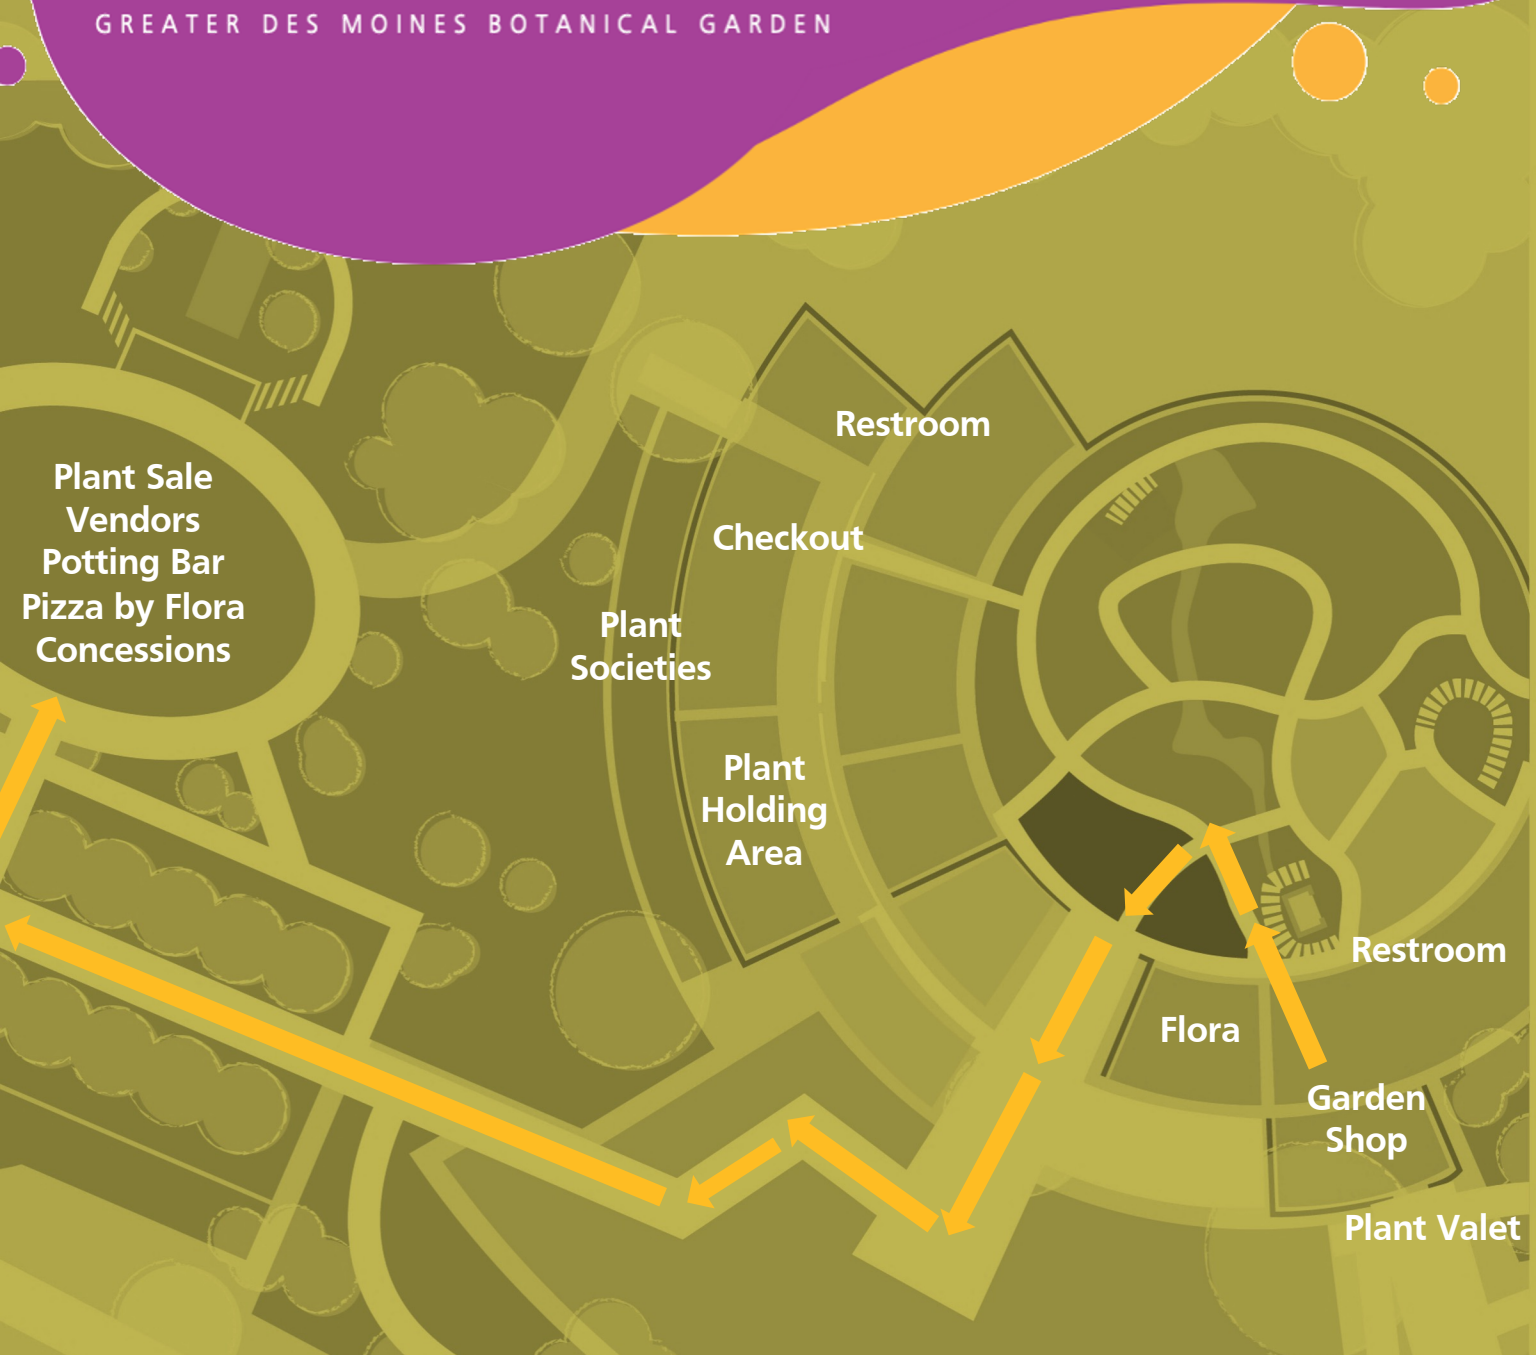 GREATER DES MOINES BOTANICAL GARDEN
Restroom
Plant Sale
Vendors
Potting Bar
Pizza by Flora
Concessions
Checkout
Plant
Societies
Plant
Holding
Area
Restroom
Flora
Garden
Shop
Plant Valet